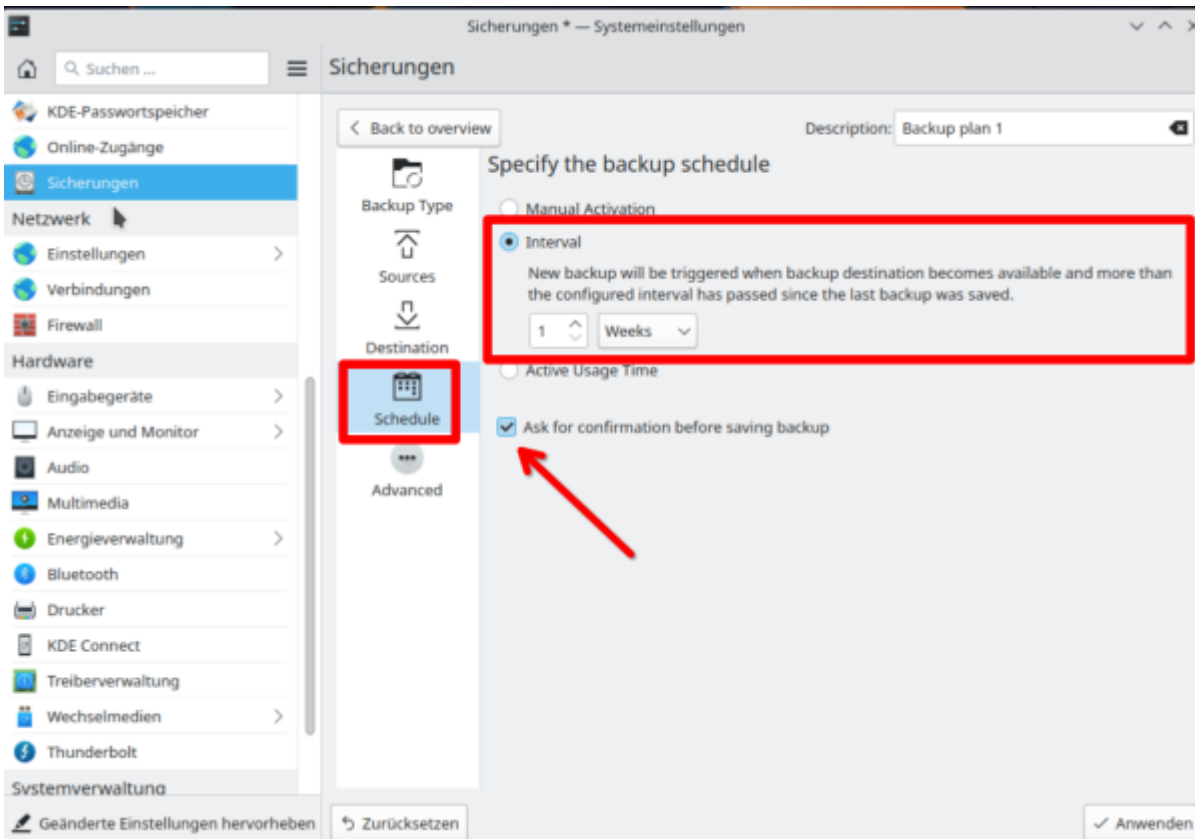 Sicherungen * — Systemeinstellungen
Suchen ...
Sicherungen
KDE-Passwortspeicher
Online-Zugänge
Sicherungen
Netzwerk
Einstellungen
Verbindungen
Firewall
Hardware
Eingabegeräte
Anzeige und Monitor
Audio
Multimedia
Energieverwaltung
Bluetooth
Drucker
KDE Connect
Treiberverwaltung
Wechselmedien
Thunderbolt
Systemverwaltung
Geänderte Einstellungen hervorheben
Back to overview
Description: Backup plan 1
Backup Type
Sources
Destination
Schedule
Advanced
Specify the backup schedule
Manual Activation
Interval
New backup will be triggered when backup destination becomes available and more than
the configured interval has passed since the last backup was saved.
1 Weeks
Active Usage Time
Ask for confirmation before saving backup
Zurücksetzen
Anwenden